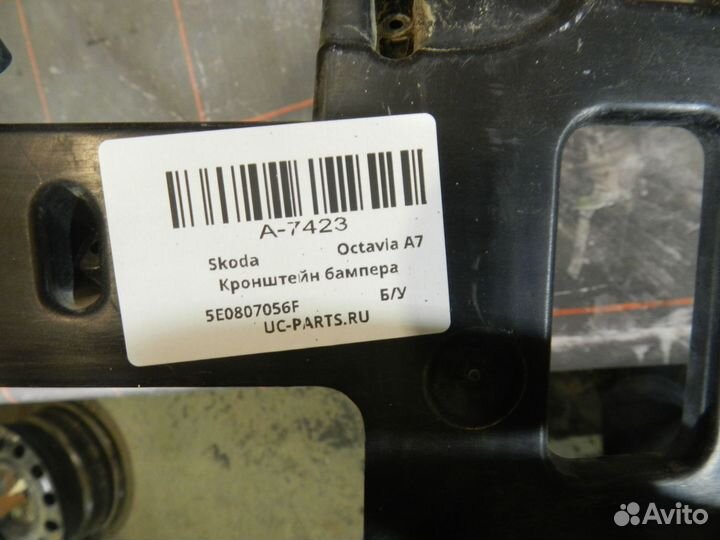 A-7423
Skoda Octavia A7
Кронштейн бампера
5E0807056F Б/У
UC-PARTS.RU
Avito